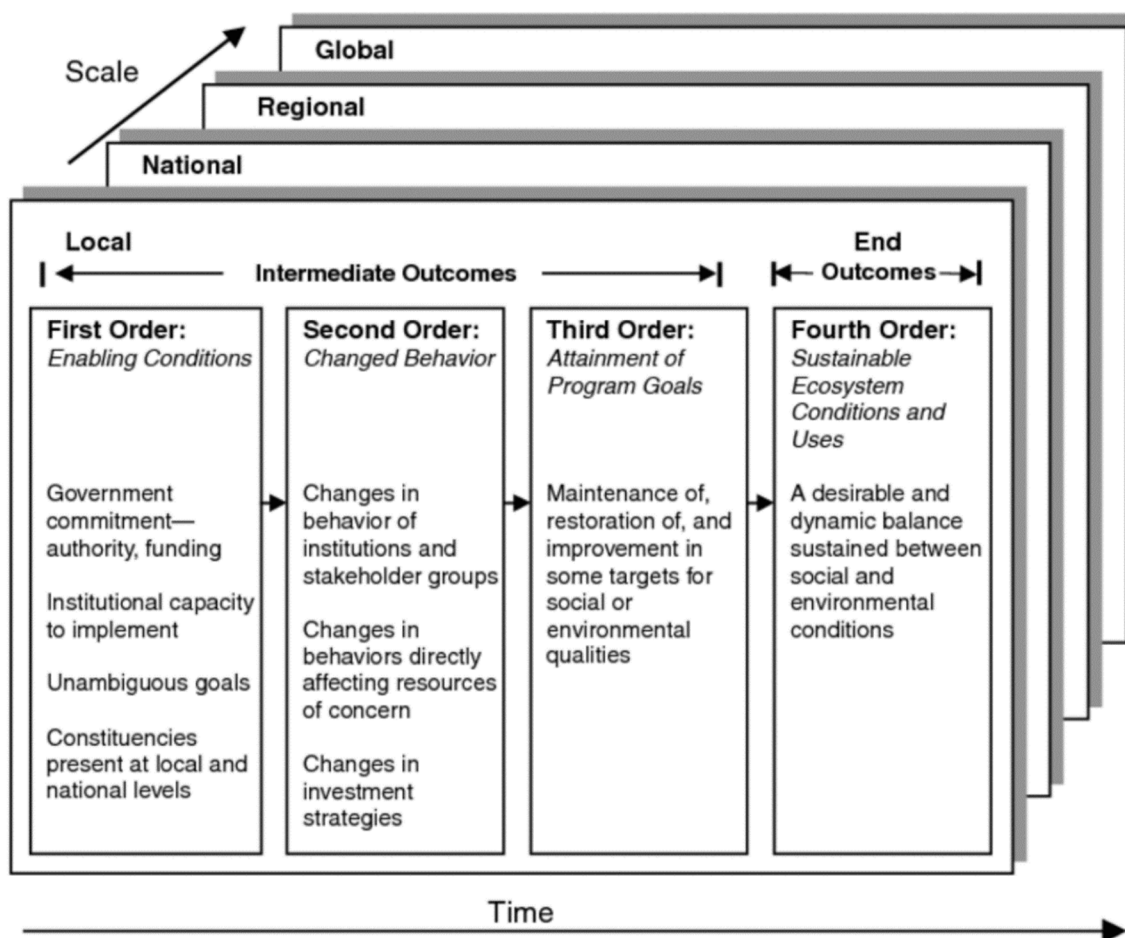 Scale
Global
Regional
National
Local
Intermediate Outcomes
End
Outcomes
First Order:
Enabling Conditions
Government
commitment—
authority, funding
Institutional capacity
to implement
Unambiguous goals
Constituencies
present at local and
national levels
Second Order:
Changed Behavior
Changes in
behavior of
institutions and
stakeholder groups
Changes in
behaviors directly
affecting resources
of concern
Changes in
investment
strategies
Third Order:
Attainment of
Program Goals
Maintenance of,
restoration of, and
improvement in
some targets for
social or
environmental
qualities
Fourth Order:
Sustainable
Ecosystem
Conditions and
Uses
A desirable and
dynamic balance
sustained between
social and
environmental
conditions
Time